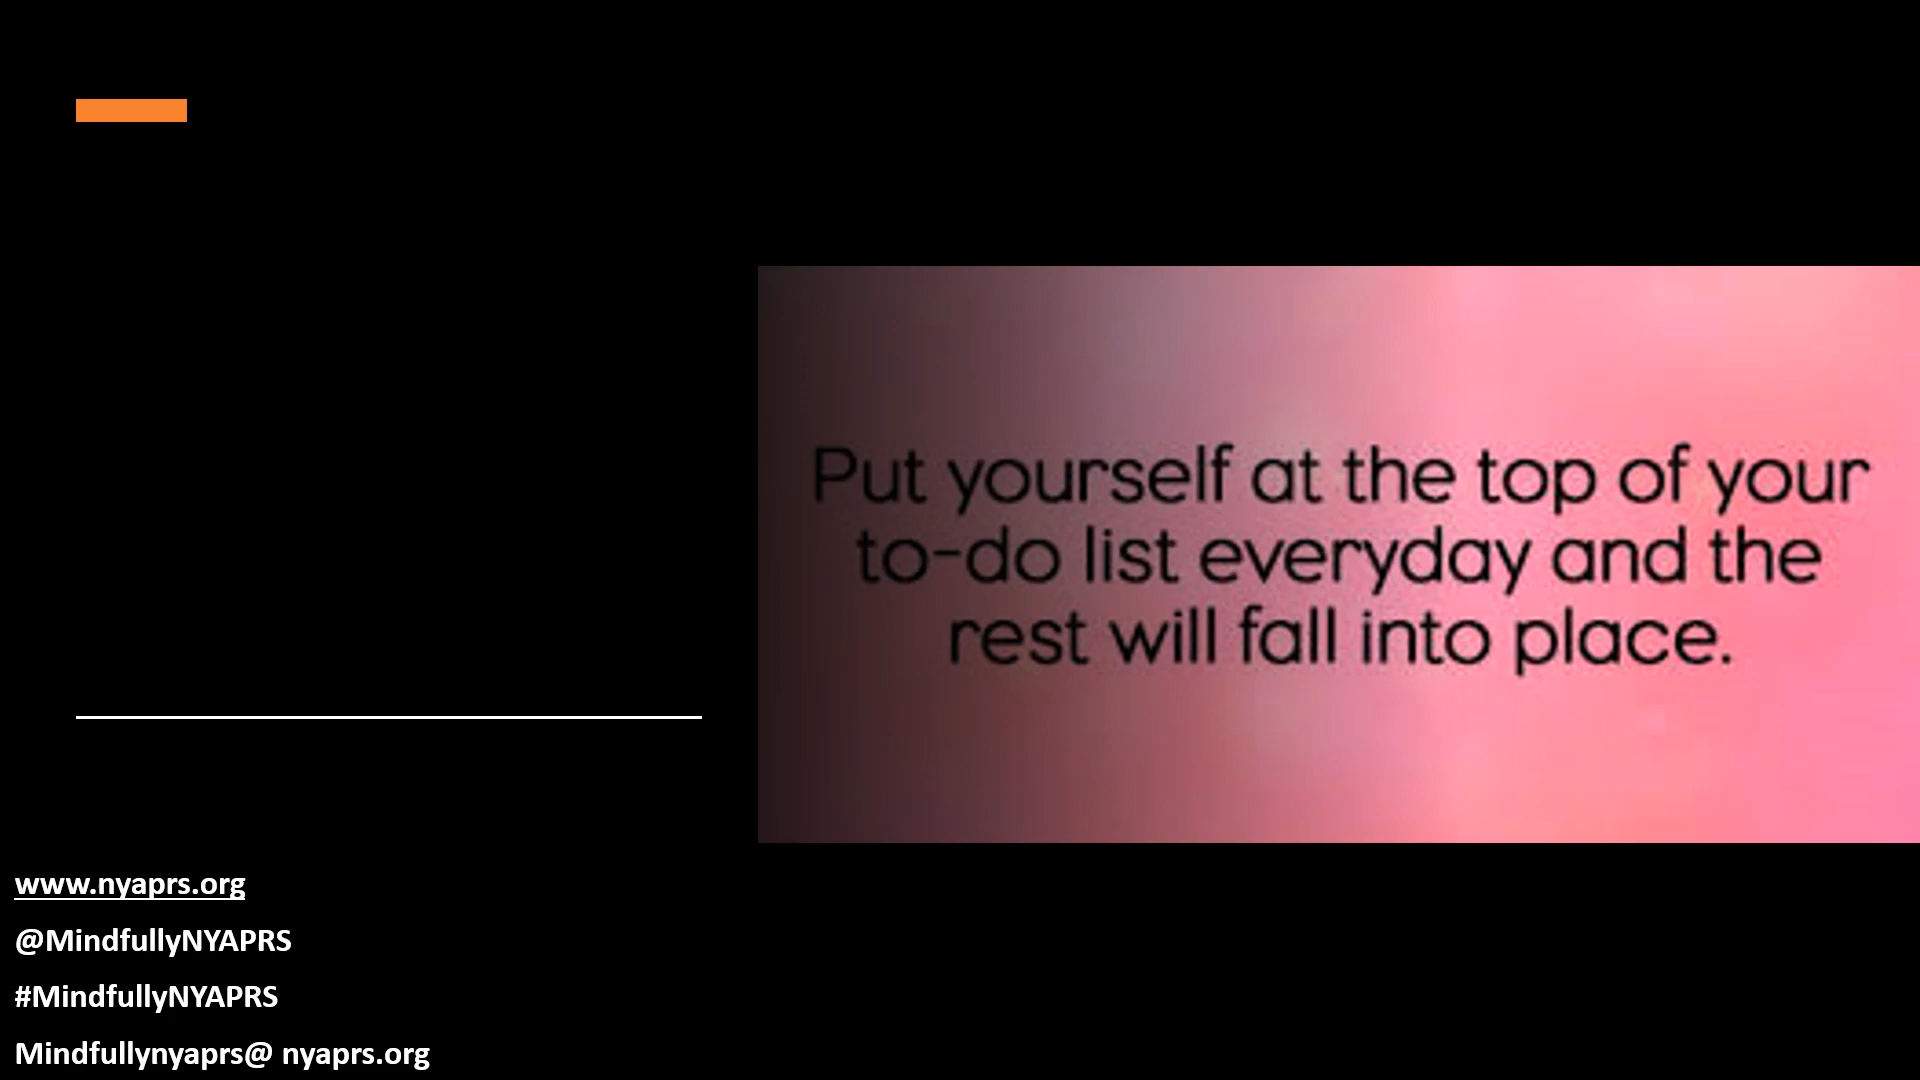 Put yourself at the top of your
to-do list everyday and the
rest will fall into place.
www.nyaprs.org
@MindfullyNYAPRS
#MindfullyNYAPRS
Mindfullynyaprs@ nyaprs.org